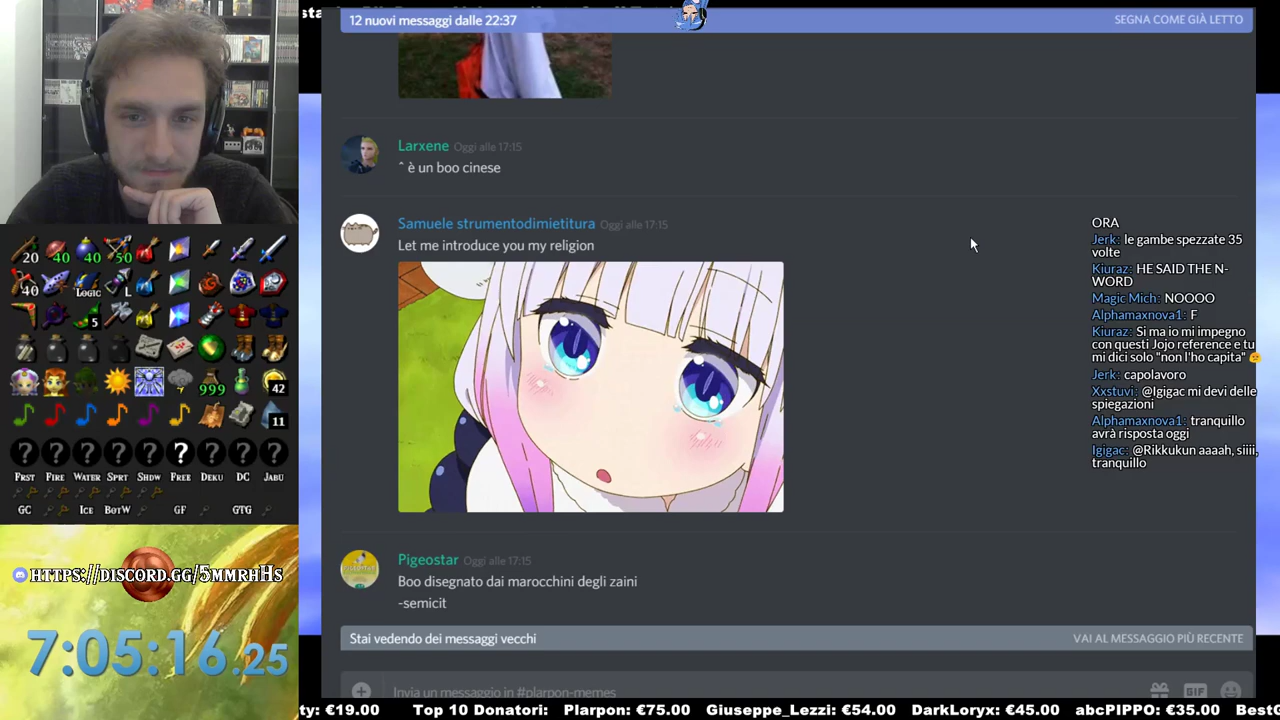 12 nuovi messaggi dalle 22:37
SEGNA COME GIÀ LETTO
Larxene Oggi alle 17:15
^ è un boo cinese
Samuele strumentodimietitura Oggi alle 17:15
Let me introduce you my religion
Pigeostar Oggi alle 17:15
Boo disegnato dai marocchini degli zaini
-semicit
Stai vedendo dei messaggi vecchi
VAI AL MESSAGGIO PIÙ RECENTE
Invia un messaggio in #plarpon-memes
GIF
ORA
Jerk: le gambe spezzate 35
volte
Kiuraz: HE SAID THE N-
WORD
Magic Mich: NOOOO
Alphamaxnova1: F
Kiuraz: Si ma io mi impegno
con questi Jojo reference e tu
mi dici solo "non l'ho capita"
Jerk: capolavoro
Xxstuvi: @Igigac mi devi delle
spiegazioni
Alphamaxnova1: tranquillo
avrà risposta oggi
Igigac: @Rikkukun aaaah, siiii,
tranquillo
20 40 40 50
40 LOGIC L
5
999 42
11
? ? ? ? ? ? ? ? ?
FRST FIRE WATER SPRT SHDW FREE DEKU DC JABU
GC ICE BOTW GF GTG
HTTPS://DISCORD.GG/5MMRHHS
7:05:16.25
ty: €19.00 Top 10 Donatori: Plarpon: €75.00 Giuseppe_Lezzi: €54.00 DarkLoryx: €45.00 abcPIPPO: €35.00